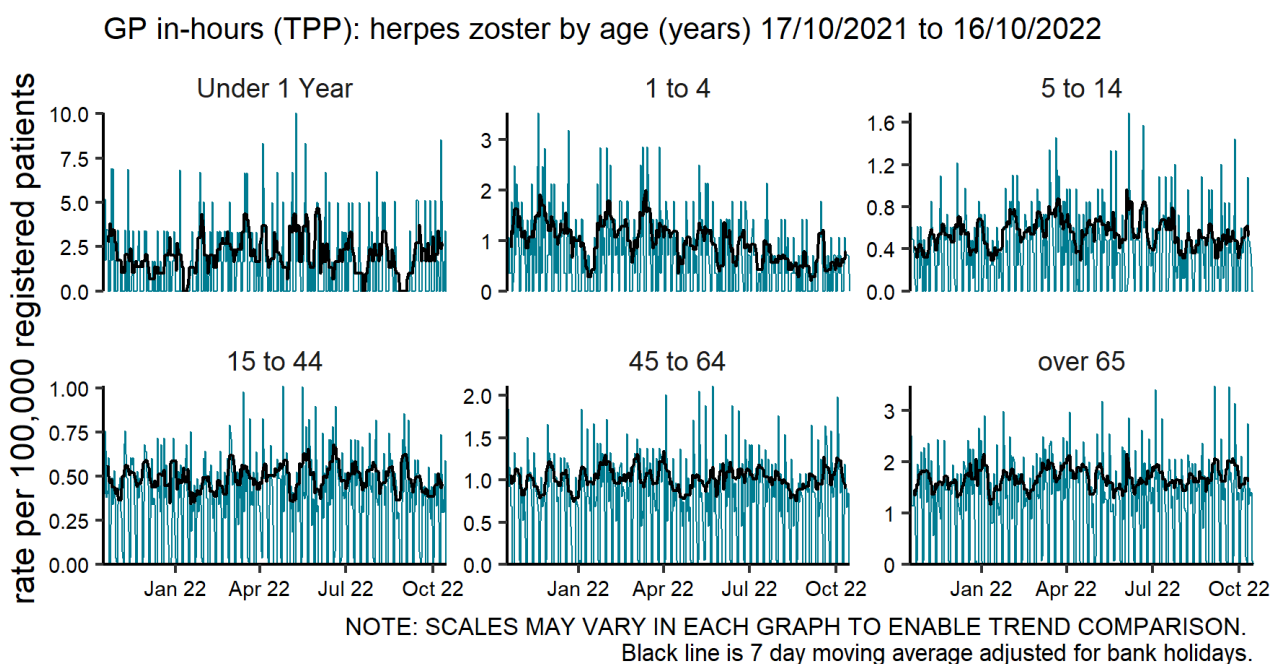 GP in-hours (TPP): herpes zoster by age (years) 17/10/2021 to 16/10/2022
rate per 100,000 registered patients
Under 1 Year
10.0
7.5
5.0
2.5
0.0
1 to 4
3
2
1
0
5 to 14
1.6
1.2
0.8
0.4
0.0
15 to 44
1.00
0.75
0.50
0.25
0.00
Jan 22 Apr 22 Jul 22 Oct 22
45 to 64
2.0
1.5
1.0
0.5
0.0
Jan 22 Apr 22 Jul 22 Oct 22
over 65
3
2
1
0
Jan 22 Apr 22 Jul 22 Oct 22
NOTE: SCALES MAY VARY IN EACH GRAPH TO ENABLE TREND COMPARISON.
Black line is 7 day moving average adjusted for bank holidays.